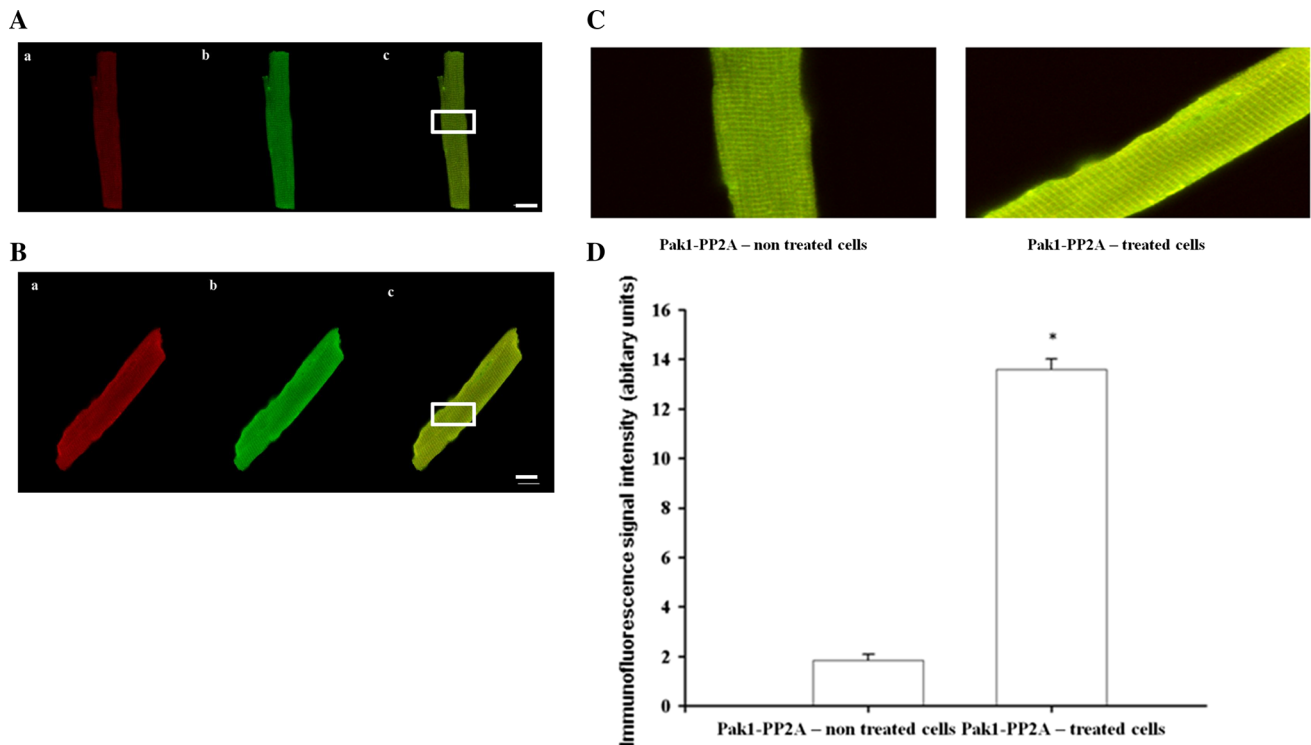 A
a
b
c
B
a
b
c
C
Pak1-PP2A – non treated cells
Pak1-PP2A – treated cells
D
Immunofluorescence signal intensity (abitary units)
16
14
12
10
8
6
4
2
0
*
Pak1-PP2A – non treated cells
Pak1-PP2A – treated cells